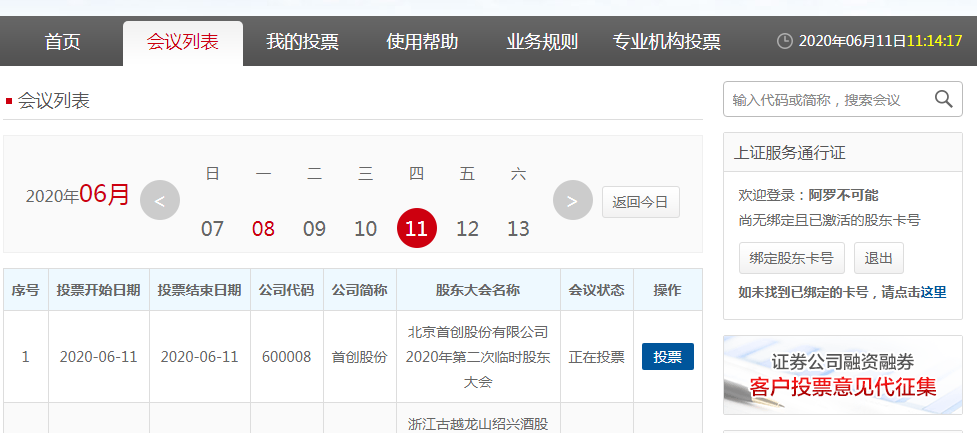 首页 会议列表 我的投票 使用帮助 业务规则 专业机构投票 2020年06月11日11:14:17
会议列表
2020年06月 < 日 一 二 三 四 五 六 > 返回今日
07 08 09 10 11 12 13
序号 投票开始日期 投票结束日期 公司代码 公司简称 股东大会名称 会议状态 操作
1 2020-06-11 2020-06-11 600008 首创股份 北京首创股份有限公司
2020年第二次临时股东
大会 正在投票 投票
浙江古越龙山绍兴酒股
输入代码或简称，搜索会议
上证服务通行证
欢迎登录：阿罗不可能
尚无绑定且已激活的股东卡号
绑定股东卡号 退出
如未找到已绑定的卡号，请点击这里
证券公司融资融券
客户投票意见代征集